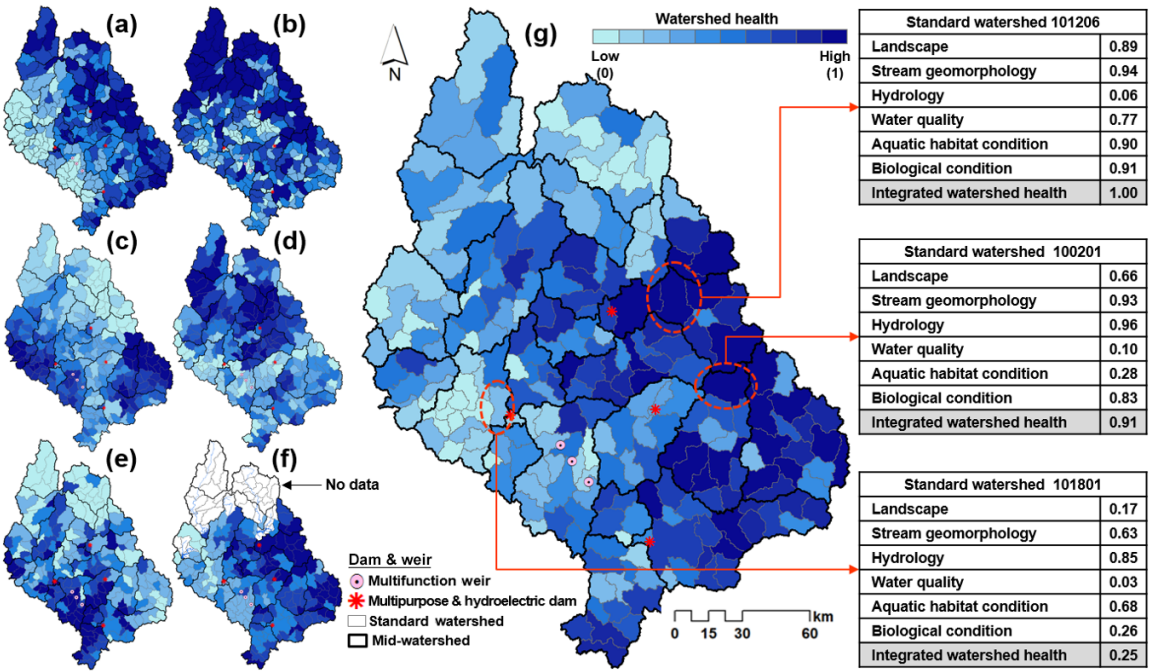 (a)
(b)
(c)
(d)
(e)
(f)
No data
(g)
N
Watershed health
Low
(0)
High
(1)
Dam & weir
Multifunction weir
Multipurpose & hydroelectric dam
Standard watershed
Mid-watershed
km
0 15 30 60
Standard watershed 101206
Landscape 0.89
Stream geomorphology 0.94
Hydrology 0.06
Water quality 0.77
Aquatic habitat condition 0.90
Biological condition 0.91
Integrated watershed health 1.00
Standard watershed 100201
Landscape 0.66
Stream geomorphology 0.93
Hydrology 0.96
Water quality 0.10
Aquatic habitat condition 0.28
Biological condition 0.83
Integrated watershed health 0.91
Standard watershed 101801
Landscape 0.17
Stream geomorphology 0.63
Hydrology 0.85
Water quality 0.03
Aquatic habitat condition 0.68
Biological condition 0.26
Integrated watershed health 0.25